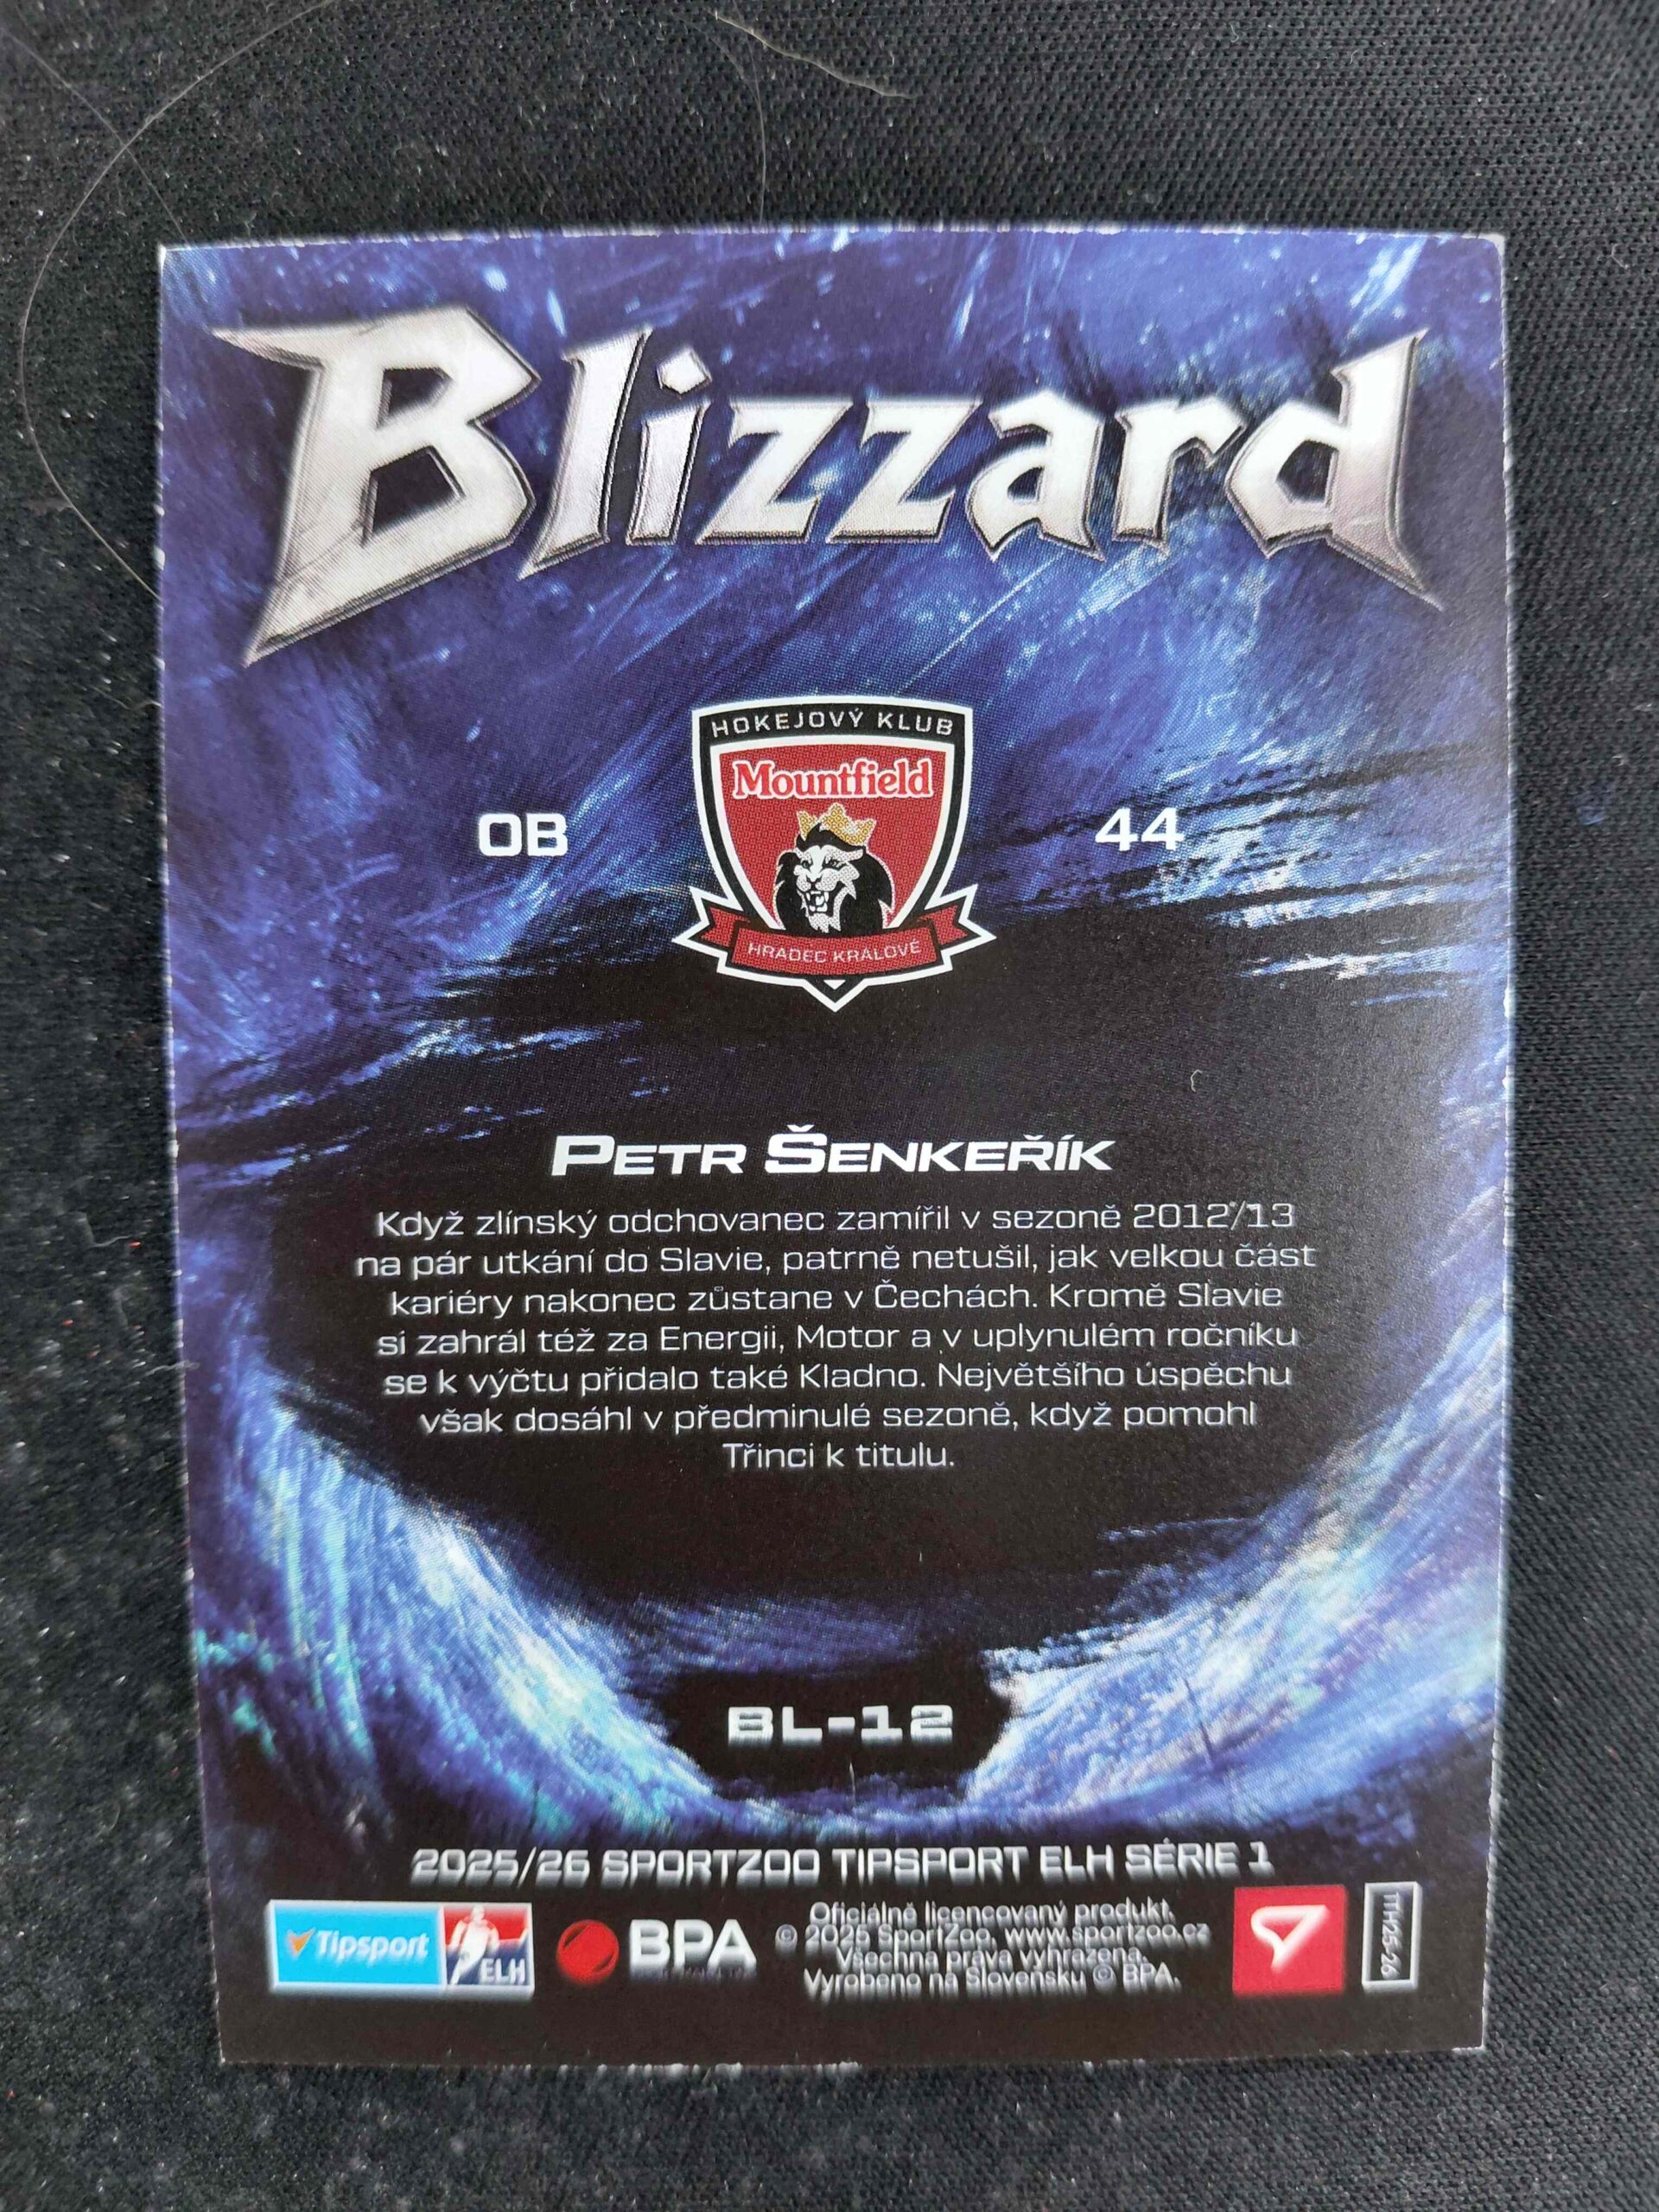 Blizzard
HOKEJOVÝ KLUB
Mountfield
HRADEC KRÁLOVÉ
OB
44
PETR ŠENKEŘÍK
Když zlínský odchovanec zamířil v sezoně 2012/13
na pár utkání do Slavie, patrně netušil, jak velkou část
kariéry nakonec zůstane v Čechách. Kromě Slavie
si zahrál též za Energii, Motor a v uplynulém ročníku
se k výčtu přidalo také Kladno. Největšího úspěchu
však dosáhl v předminulé sezoně, když pomohl
Třinci k titulu.
BL-12
2025/26 SPORTZOO TIPSPORT ELH SÉRIE 1
Tipsport
ELH
BPA
Oficiálně licencovaný produkt.
© 2025 SportZoo. www.sportzoo.cz
Všechna práva vyhrazena.
Vyrobeno na Slovensku © BPA.